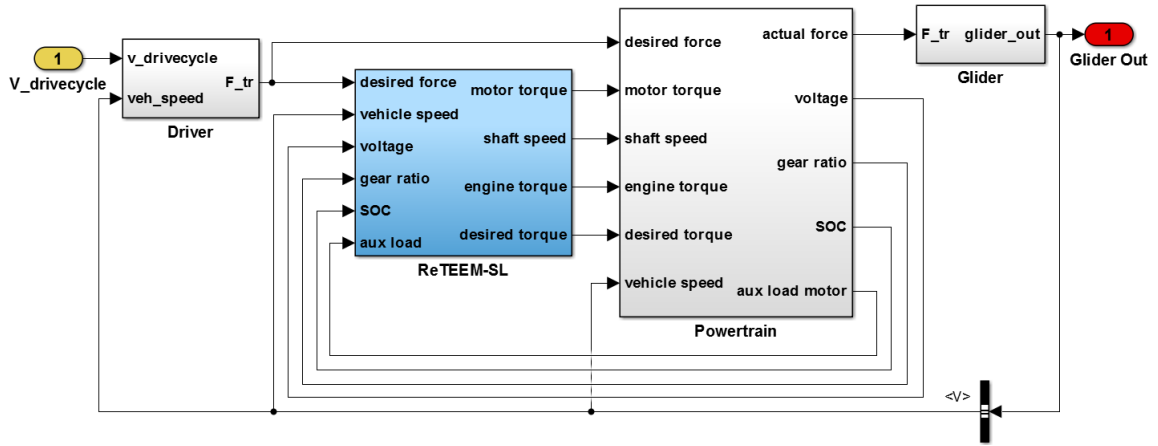 1
V_drivecycle
v_drivecycle
veh_speed
F_tr
Driver
desired force
vehicle speed
voltage
gear ratio
SOC
aux load
motor torque
shaft speed
engine torque
desired torque
ReTEEM-SL
desired force
motor torque
shaft speed
engine torque
desired torque
vehicle speed
actual force
voltage
gear ratio
SOC
aux load motor
Powertrain
F_tr
glider_out
Glider
1
Glider Out
<V>